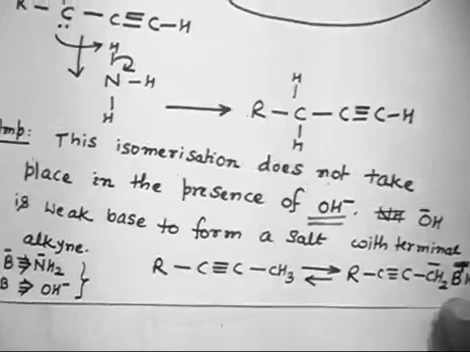 R – C – C≡C–H
H
N –H
H
H
R – C – C≡C–H
H
Imp: This isomerisation does not take
place in the presence of OH⁻. ŌH
is weak base to form a salt with terminal
alkyne.
B̄ ⇛ N̄H₂
B ⇛ OH⁻
R – C≡C – CH₃ ⇌ R–C≡C–C̄H₂ B̄H